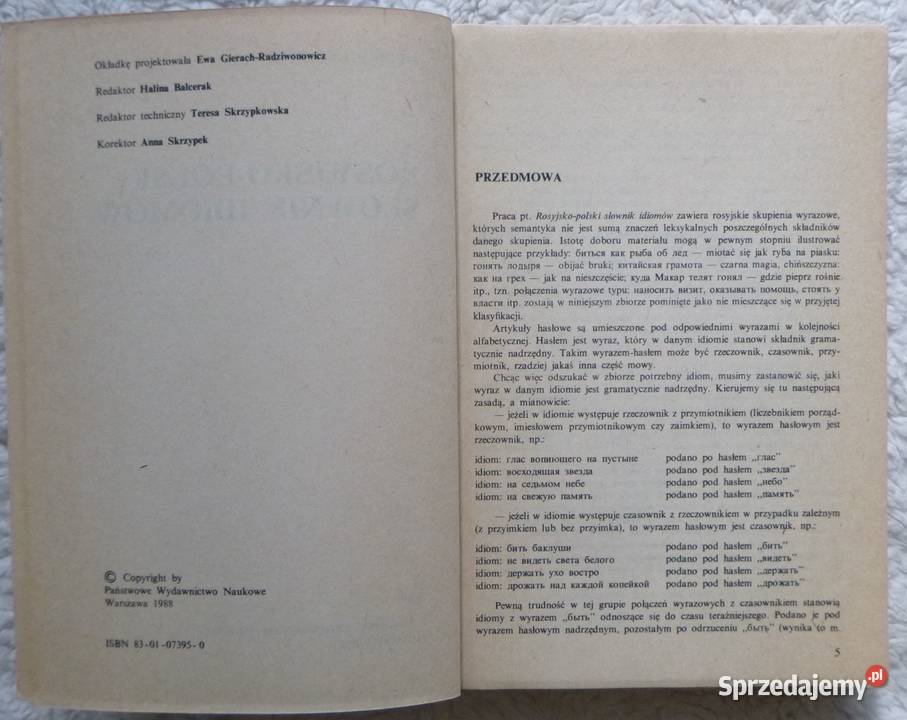 Okładkę projektowała Ewa Gierach-Radziwonowicz
Redaktor Halina Balcerak
Redaktor techniczny Teresa Skrzypkowska
Korektor Anna Skrzypek
© Copyright by
Państwowe Wydawnictwo Naukowe
Warszawa 1988
ISBN 83-01-07395-0
PRZEDMOWA
Praca pt. Rosyjsko-polski słownik idiomów zawiera rosyjskie skupienia wyrazowe,
których semantyka nie jest sumą znaczeń leksykalnych poszczególnych składników
danego skupienia. Istotę doboru materiału mogą w pewnym stopniu ilustrować
następujące przykłady: биться как рыба об лед — miotać się jak ryba na piasku:
гонять лодыря — obijać bruki; китайская грамота — czarna magia, chińszczyzna:
как на грех — jak na nieszczęście; куда Макар телят гонял — gdzie pieprz rośnie
itp., tzn. połączenia wyrazowe typu: наносить визит, оказывать помощь, стоять у
власти itp. zostają w niniejszym zbiorze pominięte jako nie mieszczące się w przyjętej
klasyfikacji.
Artykuły hasłowe są umieszczone pod odpowiednimi wyrazami w kolejności
alfabetycznej. Hasłem jest wyraz, który w danym idiomie stanowi składnik grama-
tycznie nadrzędny. Takim wyrazem-hasłem może być rzeczownik, czasownik, przy-
miotnik, rzadziej jakaś inna część mowy.
Chcąc więc odszukać w zbiorze potrzebny idiom, musimy zastanowić się, jaki
wyraz w danym idiomie jest gramatycznie nadrzędny. Kierujemy się tu następującą
zasadą, a mianowicie:
— jeżeli w idiomie występuje rzeczownik z przymiotnikiem (liczebnikiem porząd-
kowym, imiesłowem przymiotnikowym czy zaimkiem), to wyrazem hasłowym jest
rzeczownik, np.:
idiom: глас вопиющего на пустыне podano po hasłem „глас"
idiom: восходящая звезда podano pod hasłem „звезда"
idiom: на седьмом небе podano pod hasłem „небо"
idiom: на свежую память podano pod hasłem „память"
— jeżeli w idiomie występuje czasownik z rzeczownikiem w przypadku zależnym
(z przyimkiem lub bez przyimka), to wyrazem hasłowym jest czasownik, np.:
idiom: бить баклуши podano pod hasłem „бить"
idiom: не видеть света белого podano pod hasłem „видеть"
idiom: держать ухо востро podano pod hasłem „держать"
idiom: дрожать над каждой копейкой podano pod hasłem „дрожать"
Pewną trudność w tej grupie połączeń wyrazowych z czasownikiem stanowią
idiomy z wyrazem „быть" odnoszące się do czasu teraźniejszego. Podano je pod
wyrazem hasłowym nadrzędnym, pozostałym po odrzuceniu „быть" (wynika to m.
5
Sprzedajemy.pl